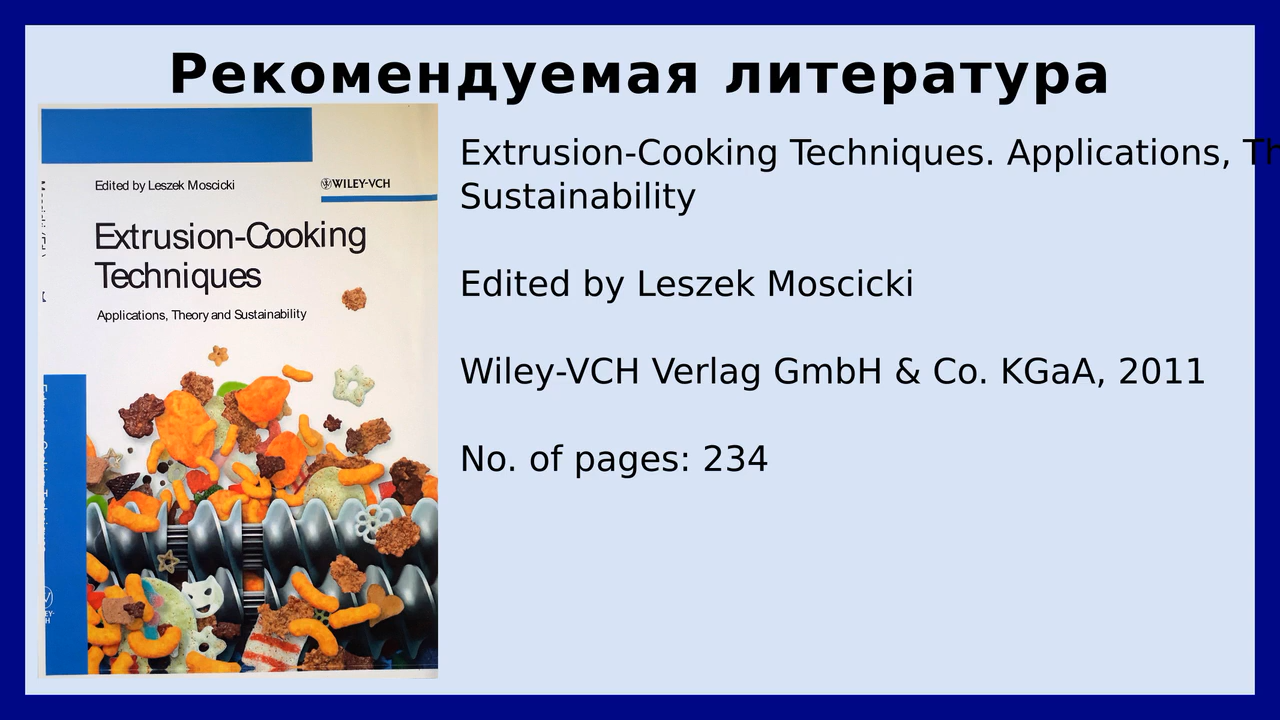 Рекомендуемая литература
Edited by Leszek Moscicki
WILEY-VCH
Extrusion-Cooking
Techniques
Applications, Theory and Sustainability
Extrusion-Cooking Techniques. Applications, Th
Sustainability
Edited by Leszek Moscicki
Wiley-VCH Verlag GmbH & Co. KGaA, 2011
No. of pages: 234